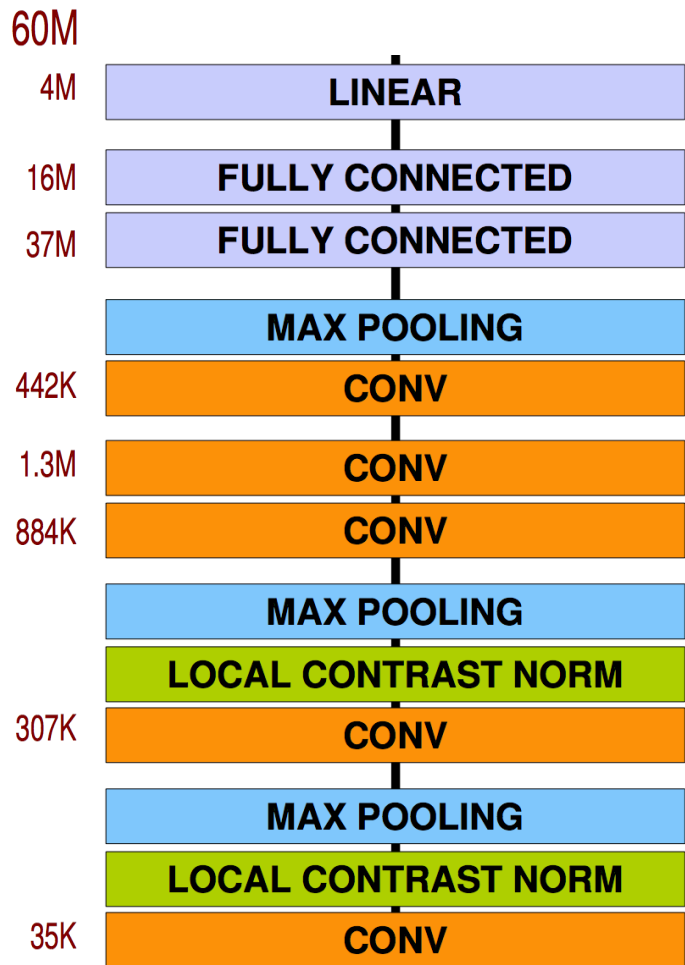 60M
4M LINEAR
16M FULLY CONNECTED
37M FULLY CONNECTED
MAX POOLING
442K CONV
1.3M CONV
884K CONV
MAX POOLING
LOCAL CONTRAST NORM
307K CONV
MAX POOLING
LOCAL CONTRAST NORM
35K CONV